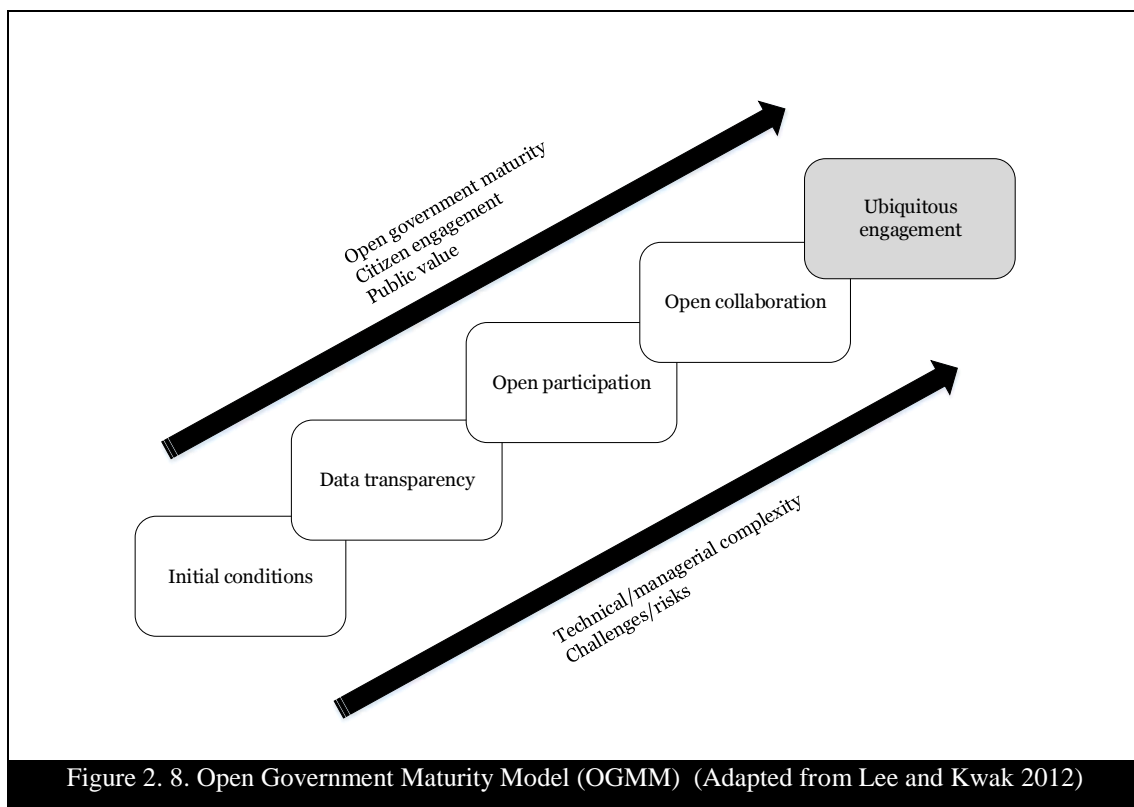 Open government maturity
Citizen engagement
Public value
Ubiquitous
engagement
Open collaboration
Open participation
Data transparency
Initial conditions
Technical/managerial complexity
Challenges/risks
Figure 2. 8. Open Government Maturity Model (OGMM) (Adapted from Lee and Kwak 2012)